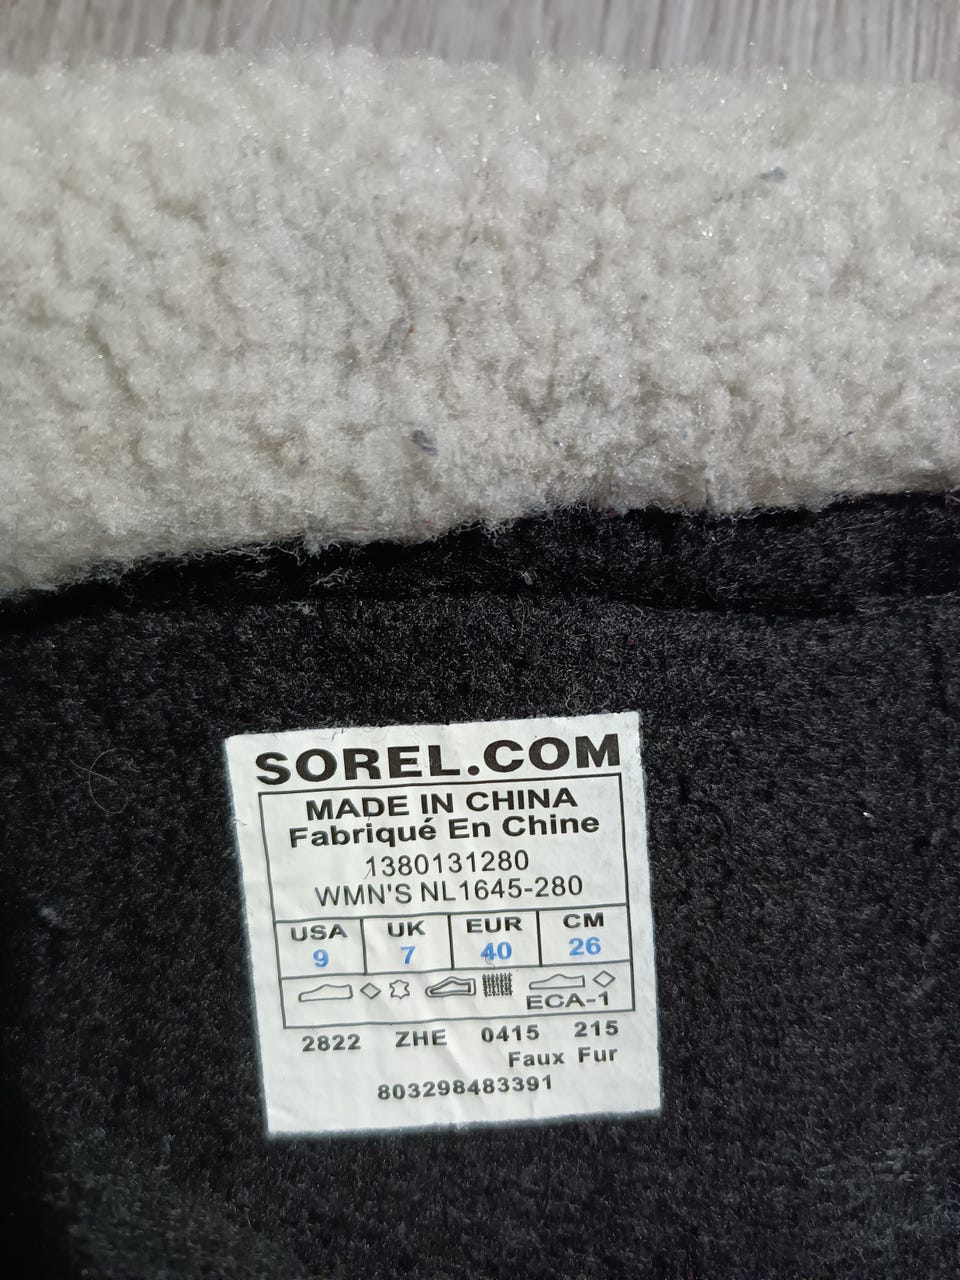 SOREL.COM
MADE IN CHINA
Fabriqué En Chine
1380131280
WMN'S NL1645-280
USA UK EUR CM
9 7 40 26
ECA-1
2822 ZHE 0415 215
Faux Fur
803298483391